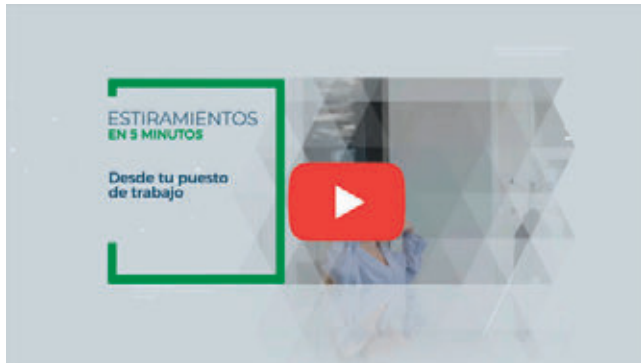 ESTIRAMIENTOS
EN 5 MINUTOS
Desde tu puesto
de trabajo